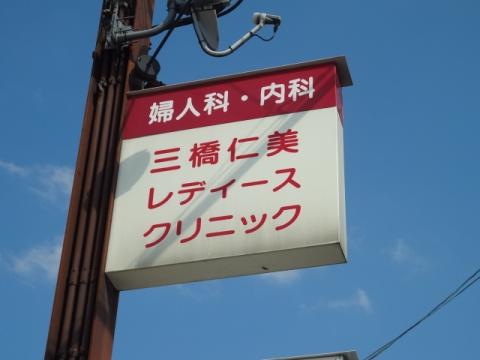 婦人科・内科
三橋仁美
レディース
クリニック